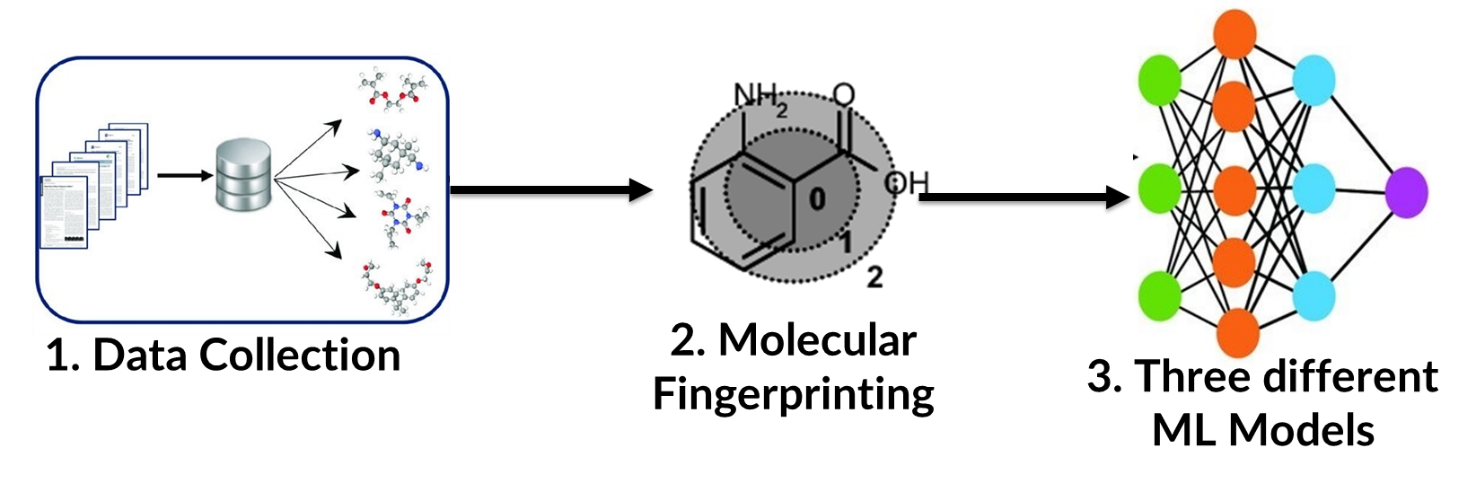 NH2
O
OH
0
1
2
1. Data Collection
2. Molecular
Fingerprinting
3. Three different
ML Models